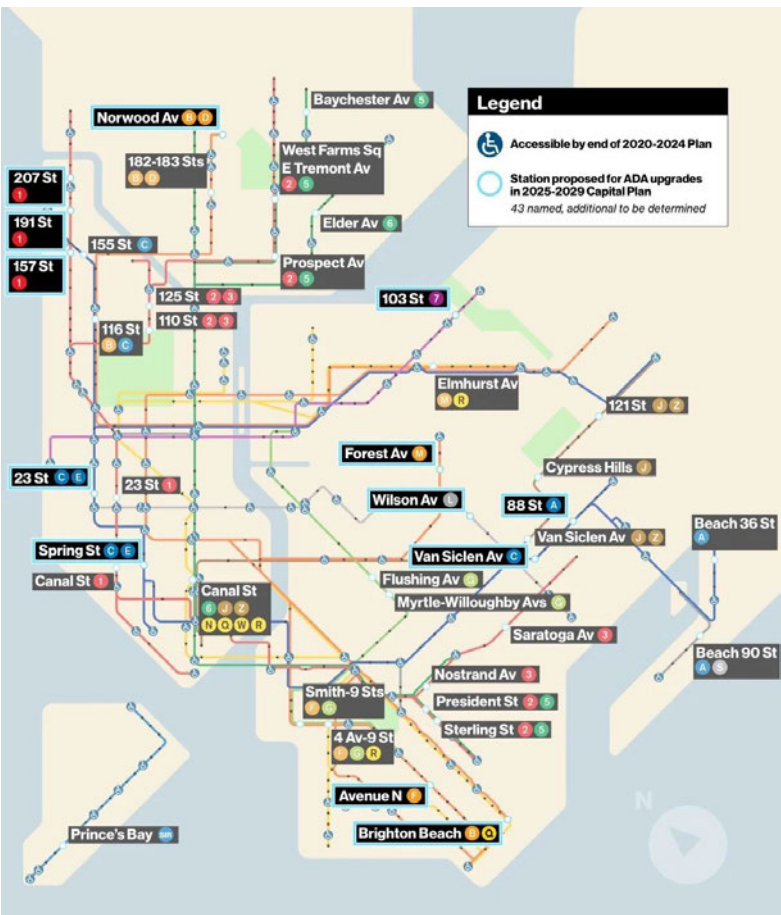 Baychester Av 5
Legend
Accessible by end of 2020-2024 Plan
Station proposed for ADA upgrades
in 2025-2029 Capital Plan
43 named, additional to be determined
Norwood Av B D
182-183 Sts
B D
West Farms Sq
E Tremont Av
2 5
207 St
1
191 St
1
157 St
1
Elder Av 6
155 St C
Prospect Av
2 5
125 St 2 3
110 St 2 3
103 St 7
116 St
B C
Elmhurst Av
M R
121 St J Z
Forest Av M
Cypress Hills J
23 St C E
23 St 1
Wilson Av L
88 St A
Beach 36 St
A
Spring St C E
Van Siclen Av J Z
Van Siclen Av C
Canal St 1
Canal St
6 J Z
N Q W R
Flushing Av G
Myrtle-Willoughby Avs G
Saratoga Av 3
Beach 90 St
A S
Nostrand Av 3
Smith-9 Sts
F G
President St 2 5
Sterling St 2 5
4 Av-9 St
F G R
Avenue N F
Brighton Beach B Q
Prince's Bay SIR
N